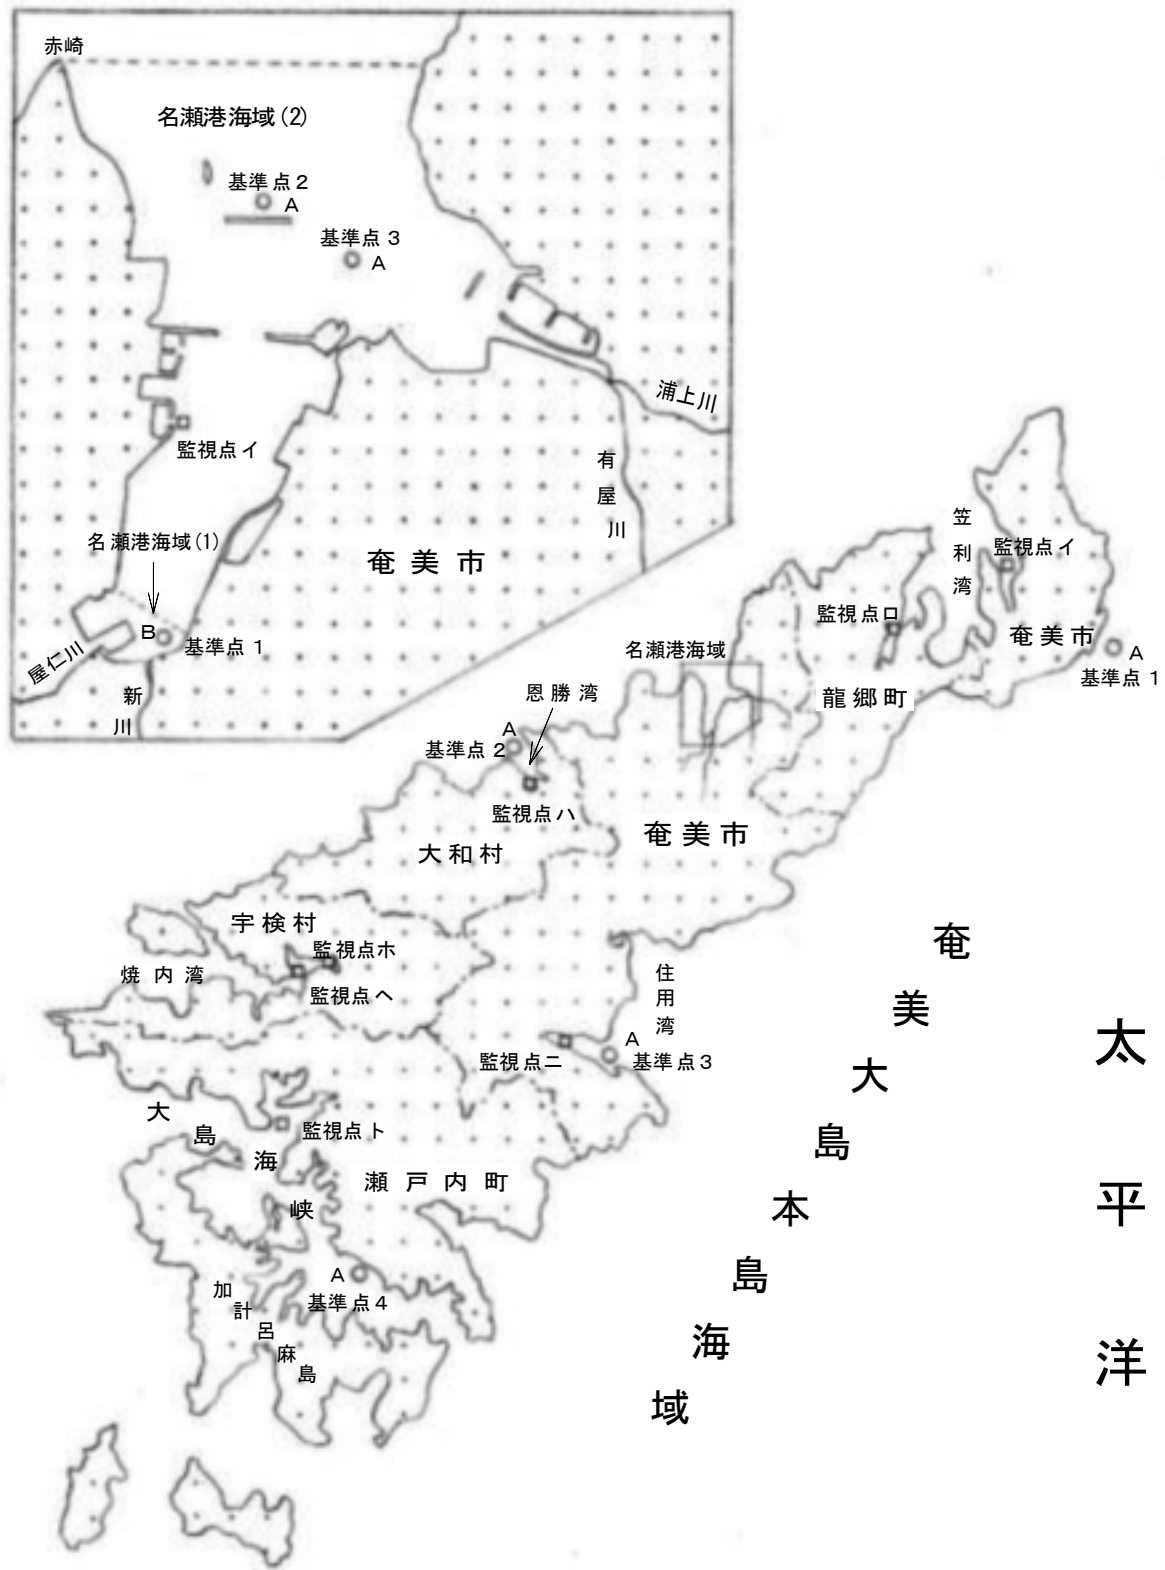 赤崎
名瀬港海域(2)
基準点2
A
基準点3
A
監視点イ
浦上川
有屋川
名瀬港海域(1)
奄美市
B
基準点1
屋仁川
新川
笠利湾
監視点イ
監視点ロ
奄美市
A
基準点1
名瀬港海域
龍郷町
恩勝湾
A
基準点2
監視点ハ
奄美市
大和村
宇検村
監視点ホ
焼内湾
監視点ヘ
住用湾
A
基準点3
監視点ニ
大島海峡
監視点ト
瀬戸内町
A
基準点4
加計呂麻島
奄美大島本島海域
太平洋